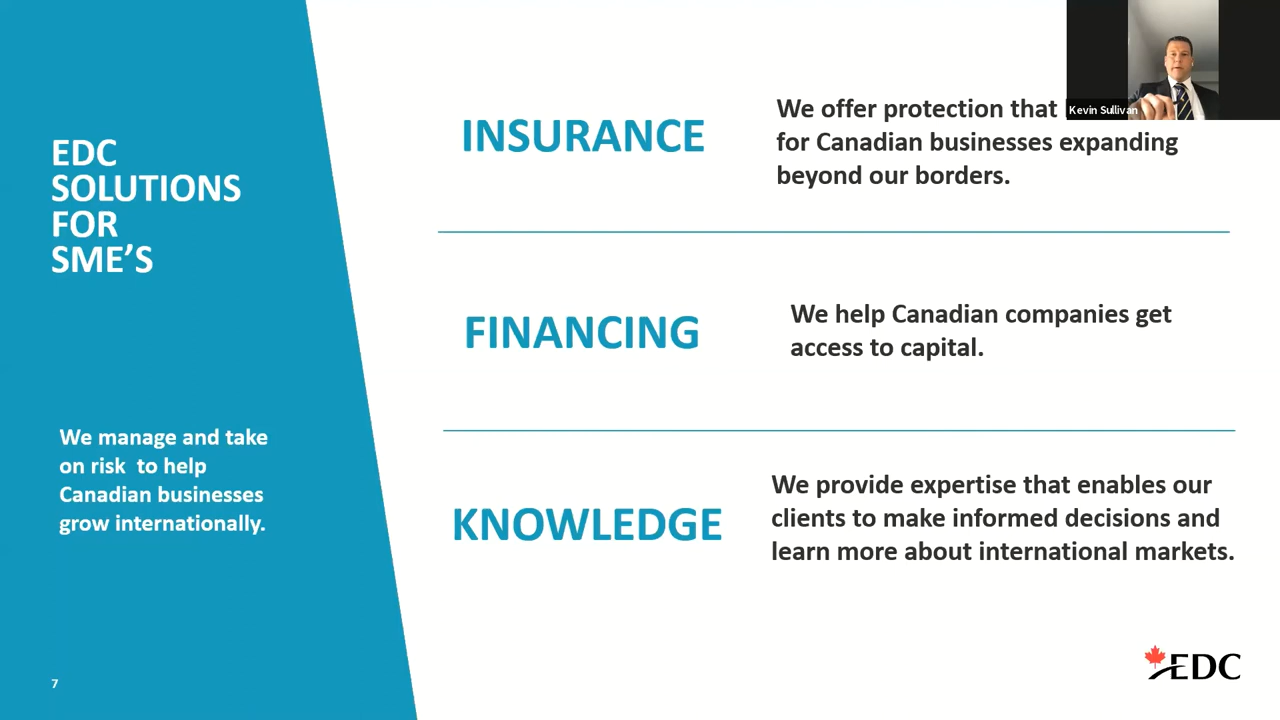 EDC
SOLUTIONS
FOR
SME'S
We manage and take
on risk to help
Canadian businesses
grow internationally.
7
INSURANCE
We offer protection that
for Canadian businesses expanding
beyond our borders.
FINANCING
We help Canadian companies get
access to capital.
KNOWLEDGE
We provide expertise that enables our
clients to make informed decisions and
learn more about international markets.
Kevin Sullivan
EDC